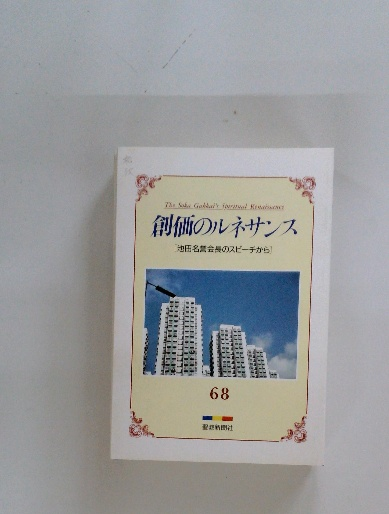 The Soka Gakkai's Spiritual Renaissance
創価のルネサンス
[池田名誉会長のスピーチから]
68
聖教新聞社